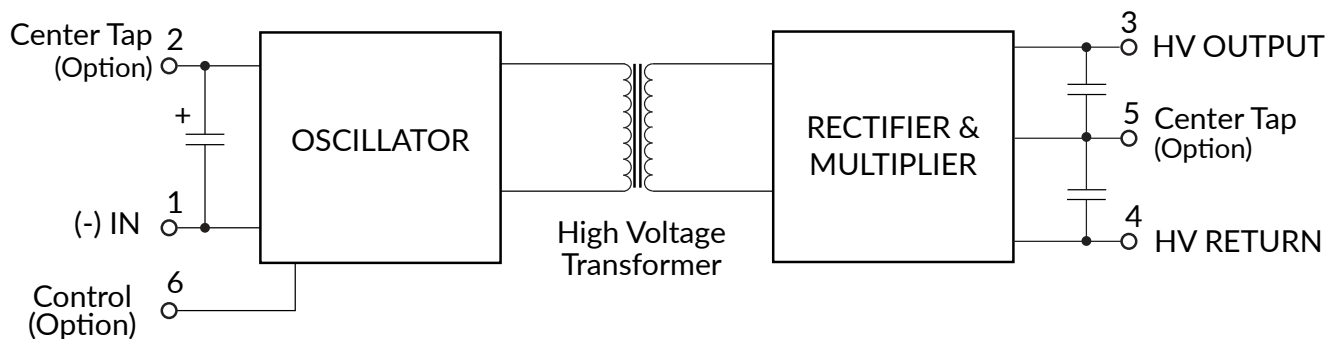 Center Tap
(Option)
2
+
(-) IN
1
Control
(Option)
6
OSCILLATOR
High Voltage
Transformer
RECTIFIER &
MULTIPLIER
3
HV OUTPUT
5
Center Tap
(Option)
4
HV RETURN